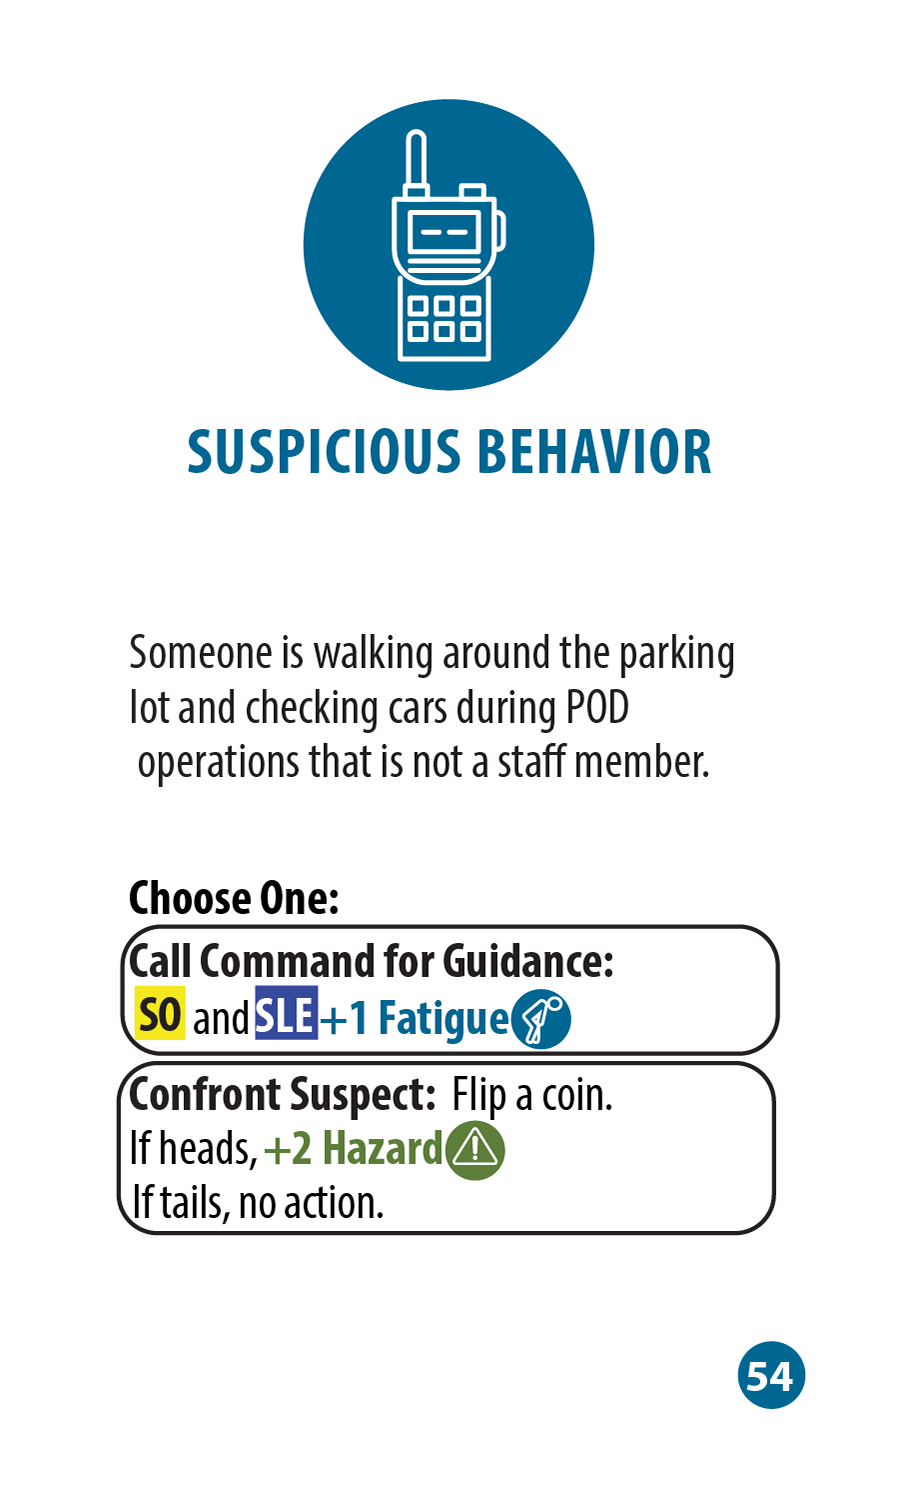 SUSPICIOUS BEHAVIOR
Someone is walking around the parking
lot and checking cars during POD
operations that is not a staff member.
Choose One:
Call Command for Guidance:
SO and SLE +1 Fatigue
Confront Suspect: Flip a coin.
If heads, +2 Hazard
If tails, no action.
54